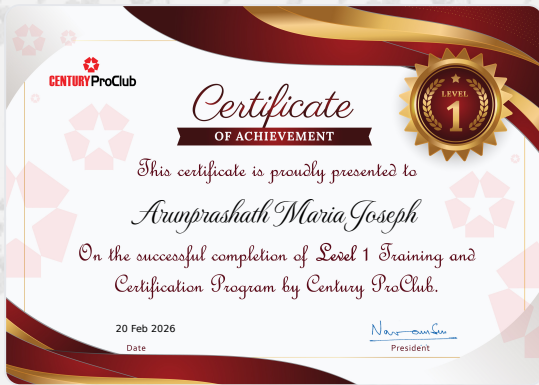 CENTURY ProClub
LEVEL
1
Certificate
OF ACHIEVEMENT
This certificate is proudly presented to
Arunprashath Maria Joseph
On the successful completion of Level 1 Training and
Certification Program by Century ProClub.
20 Feb 2026
Date
President